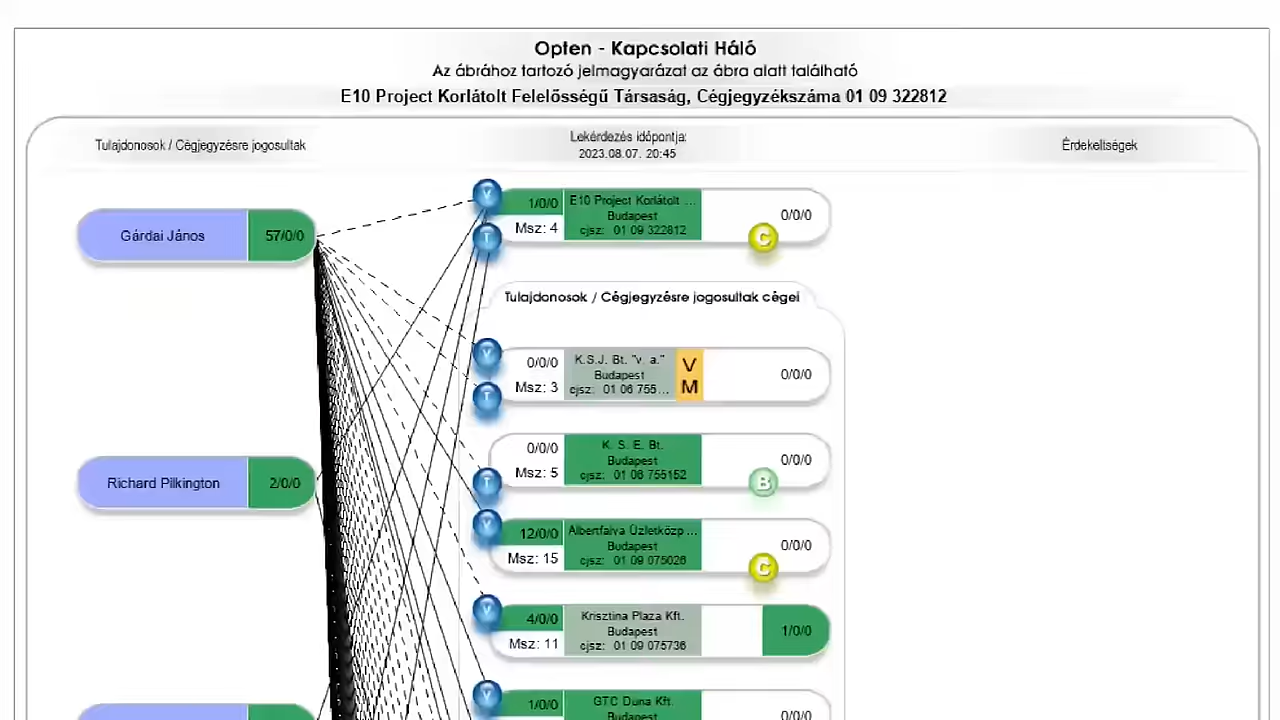 Opten - Kapcsolati Háló
Az ábrához tartozó jelmagyarázat az ábra alatt található
E10 Project Korlátolt Felelősségű Társaság, Cégjegyzékszáma 01 09 322812
Tulajdonosok / Cégjegyzésre jogosultak
Lekérdezés időpontja:
2023.08.07. 20:45
Érdekeltségek
Gárdai János
57/0/0
V
T
1/0/0
Msz: 4
E10 Project Korlátolt ...
Budapest
cjsz: 01 09 322812
0/0/0
C
Tulajdonosok / Cégjegyzésre jogosultak cégei
V
T
0/0/0
Msz: 3
K.S.J. Bt. "v. a."
Budapest
cjsz: 01 06 755...
V
M
0/0/0
Richard Pilkington
2/0/0
T
0/0/0
Msz: 5
K. S. E. Bt.
Budapest
cjsz: 01 06 755152
0/0/0
B
V
12/0/0
Msz: 15
Albertfalva Üzletközp ...
Budapest
cjsz: 01 09 075026
0/0/0
C
V
4/0/0
Msz: 11
Krisztina Plaza Kft.
Budapest
cjsz: 01 09 075736
1/0/0
V
1/0/0
GTC Duna Kft.
Budapest
0/0/0